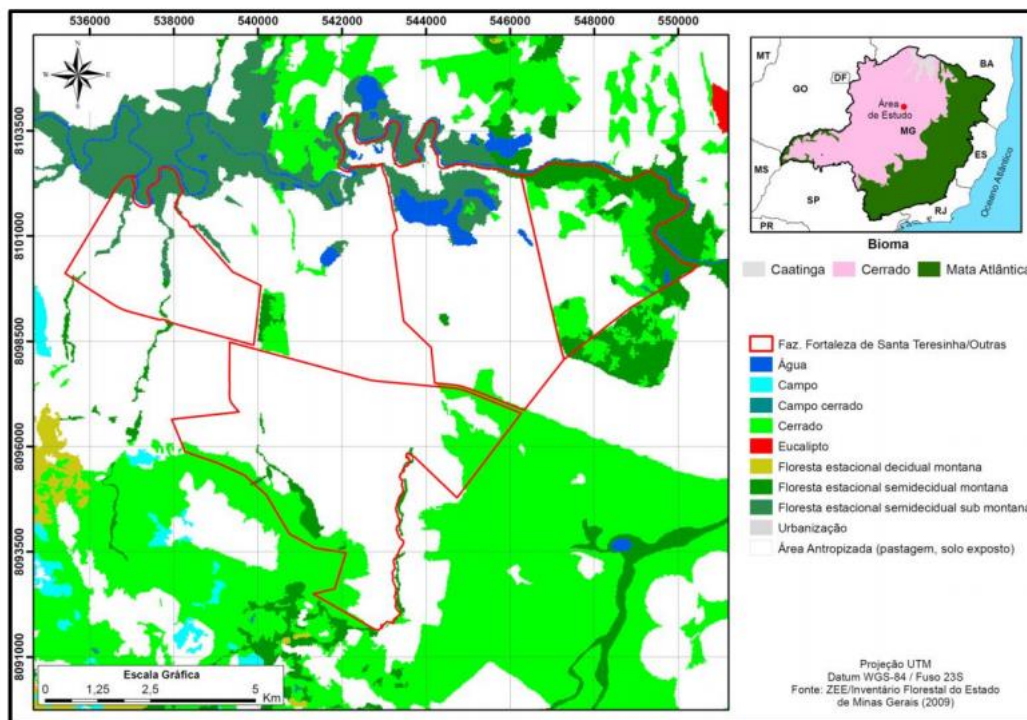 536000 538000 540000 542000 544000 546000 548000 550000
N
W E
S
8103500
8101000
8098500
8096000
8093500
8091000
Escala Gráfica
0 1,25 2,5 5
Km
MT
GO
DF
BA
Área
de Estudo
MG
ES
MS
SP
RJ
PR
Oceano Atlântico
Bioma
Caatinga Cerrado Mata Atlântica
Faz. Fortaleza de Santa Teresinha/Outras
Água
Campo
Campo cerrado
Cerrado
Eucalipto
Floresta estacional decidual montana
Floresta estacional semidecidual montana
Floresta estacional semidecidual sub montana
Urbanização
Área Antropizada (pastagem, solo exposto)
Projeção UTM
Datum WGS-84 / Fuso 23S
Fonte: ZEE/Inventário Florestal do Estado
de Minas Gerais (2009)